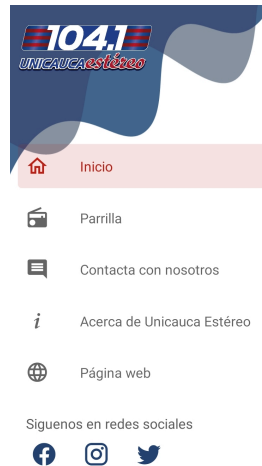 104.1
UNICAUCA estéreo
Inicio
Parrilla
Contacta con nosotros
Acerca de Unicauca Estéreo
Página web
Siguenos en redes sociales